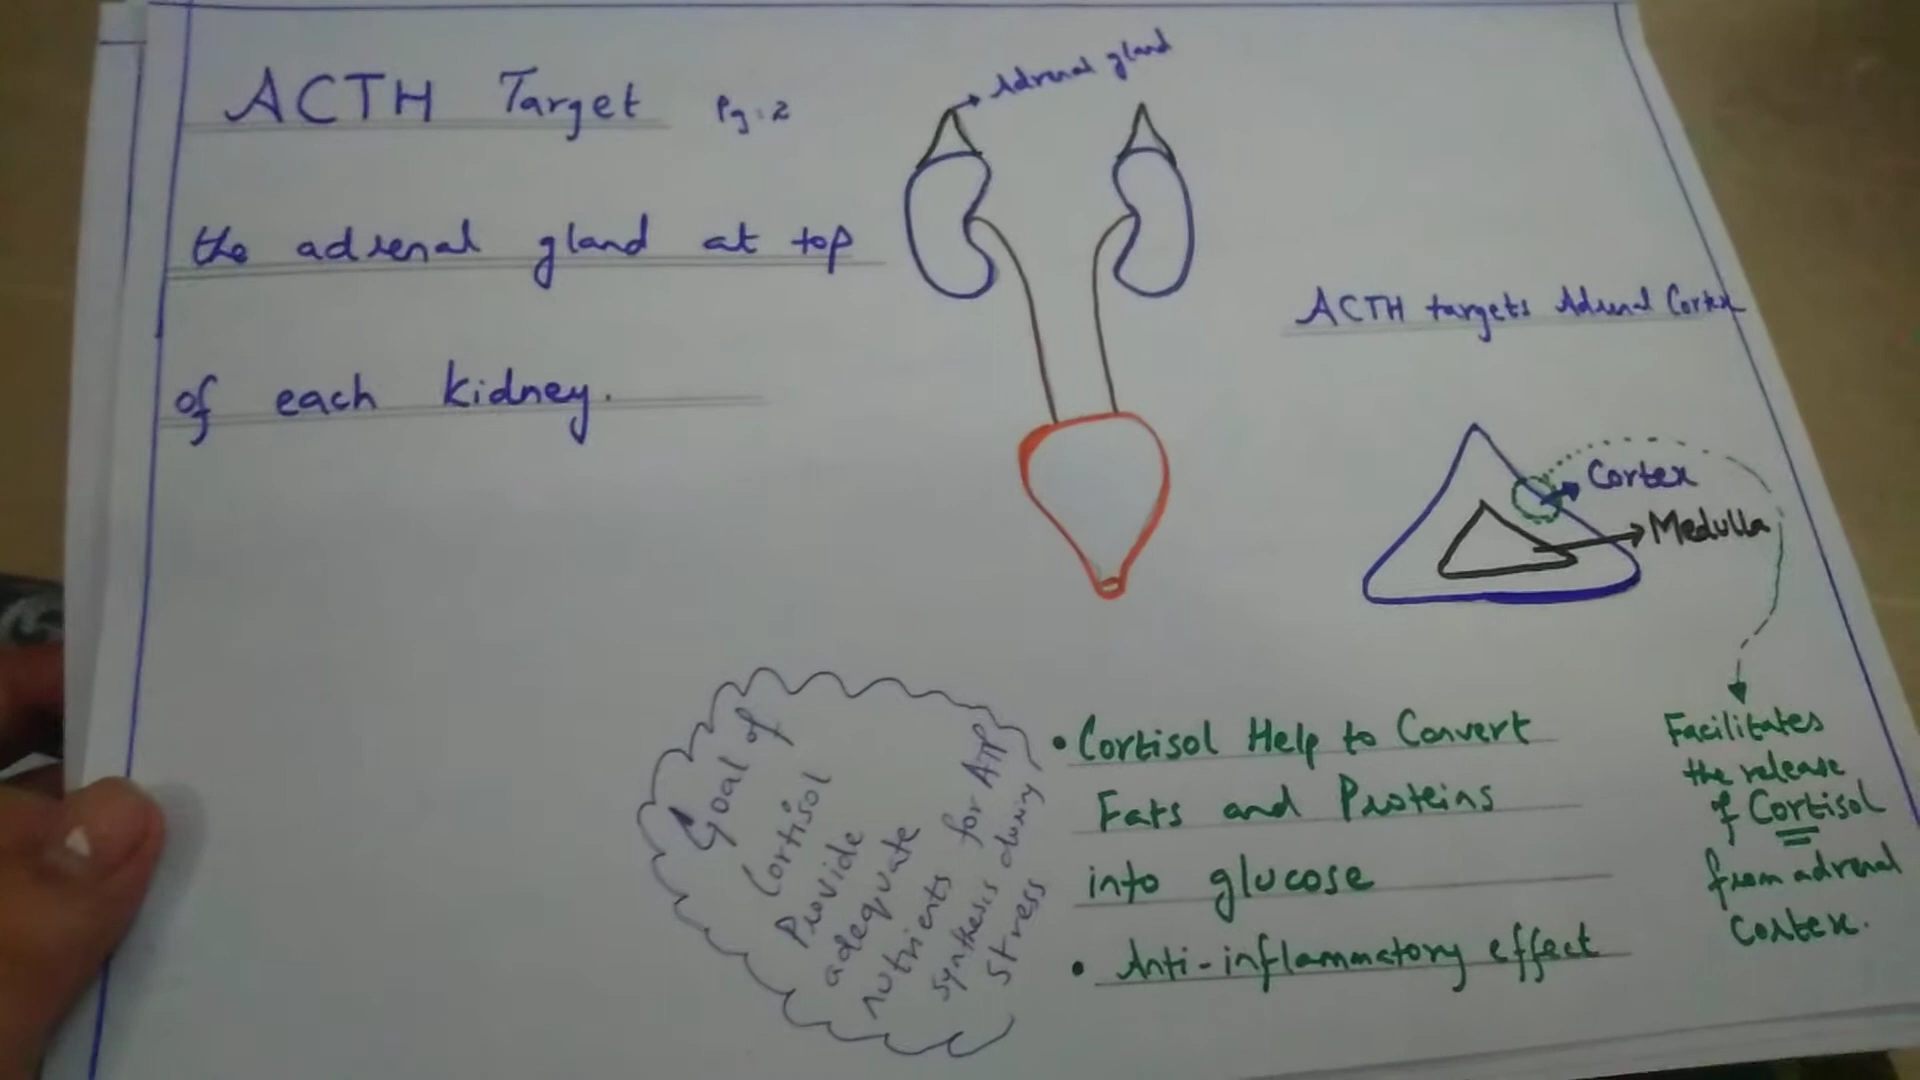 ACTH Target Pg:2
the adrenal gland at top
of each kidney.
Adrenal gland
ACTH targets Adrenal Cortex
Cortex
Medulla
Facilitates
the release
of Cortisol
from adrenal
Cortex.
• Cortisol Help to Convert
Fats and Proteins
into glucose
• Anti-inflammatory effect
Goal of
Cortisol
Provide
adequate
nutrients for ATP
synthesis during
stress